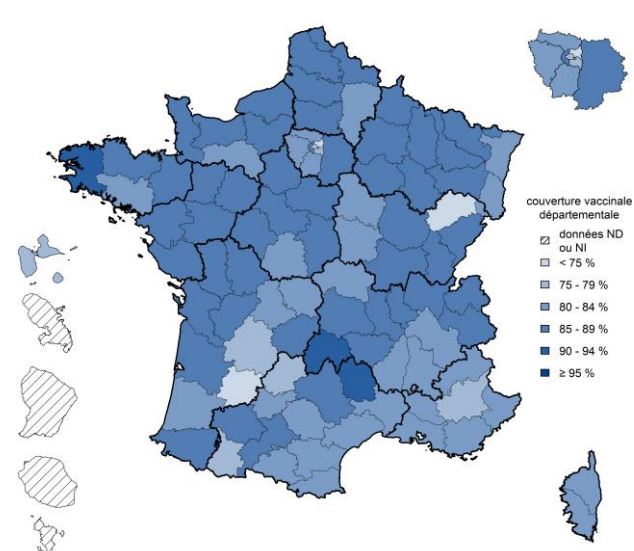 couverture vaccinale
départementale
données ND
ou NI
< 75 %
75 - 79 %
80 - 84 %
85 - 89 %
90 - 94 %
≥ 95 %